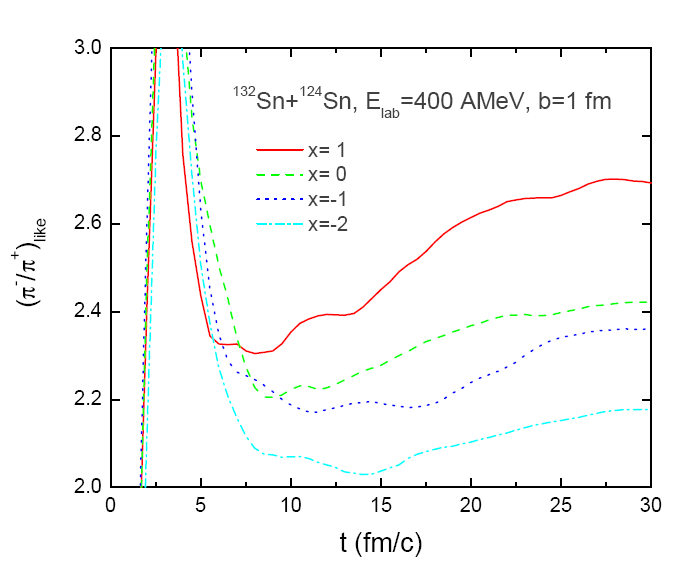 3.0
2.8
2.6
2.4
2.2
2.0
(π⁻/π⁺)like
¹³²Sn+¹²⁴Sn, Elab=400 AMeV, b=1 fm
x= 1
x= 0
x=-1
x=-2
0 5 10 15 20 25 30
t (fm/c)